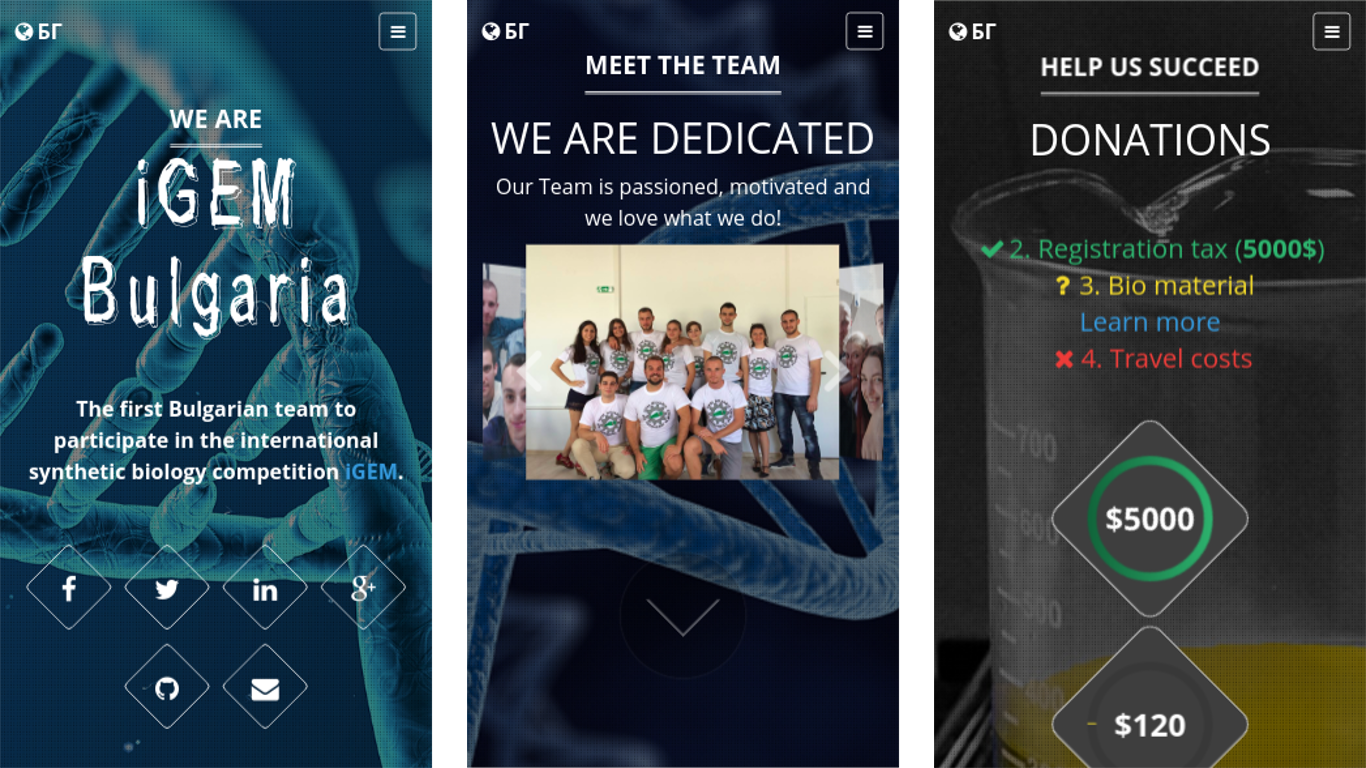 БГ
WE ARE
iGEM
Bulgaria
The first Bulgarian team to
participate in the international
synthetic biology competition iGEM.
f
in
g+
БГ
MEET THE TEAM
WE ARE DEDICATED
Our Team is passioned, motivated and
we love what we do!
БГ
HELP US SUCCEED
DONATIONS
2. Registration tax (5000$)
? 3. Bio material
Learn more
4. Travel costs
700
600
$5000
500
400
$120